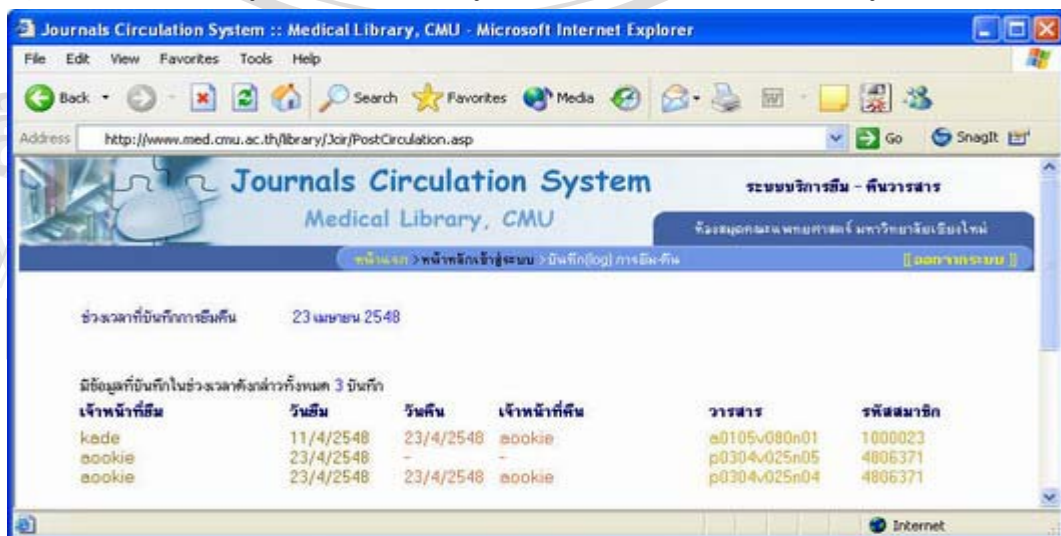 Journals Circulation System :: Medical Library, CMU - Microsoft Internet Explorer
File Edit View Favorites Tools Help
Back Search Favorites Media
Address http://www.med.cmu.ac.th/library/Jcir/PostCirculation.asp Go SnagIt
Journals Circulation System
ระบบบริการยืม - คืนวารสาร
Medical Library, CMU
ห้องสมุดคณะแพทยศาสตร์ มหาวิทยาลัยเชียงใหม่
หน้าแรก > หน้าหลักเข้าสู่ระบบ > บันทึก(log) การยืม-คืน [[ ออกจากระบบ ]]
ช่วงเวลาที่บันทึกการยืมคืน 23 เมษายน 2548
มีข้อมูลที่บันทึกในช่วงเวลาดังกล่าวทั้งหมด 3 บันทึก
เจ้าหน้าที่ยืม วันยืม วันคืน เจ้าหน้าที่คืน วารสาร รหัสสมาชิก
kade 11/4/2548 23/4/2548 aookie a0105v080n01 1000023
aookie 23/4/2548 - - p0304v025n05 4806371
aookie 23/4/2548 23/4/2548 aookie p0304v025n04 4806371
Internet